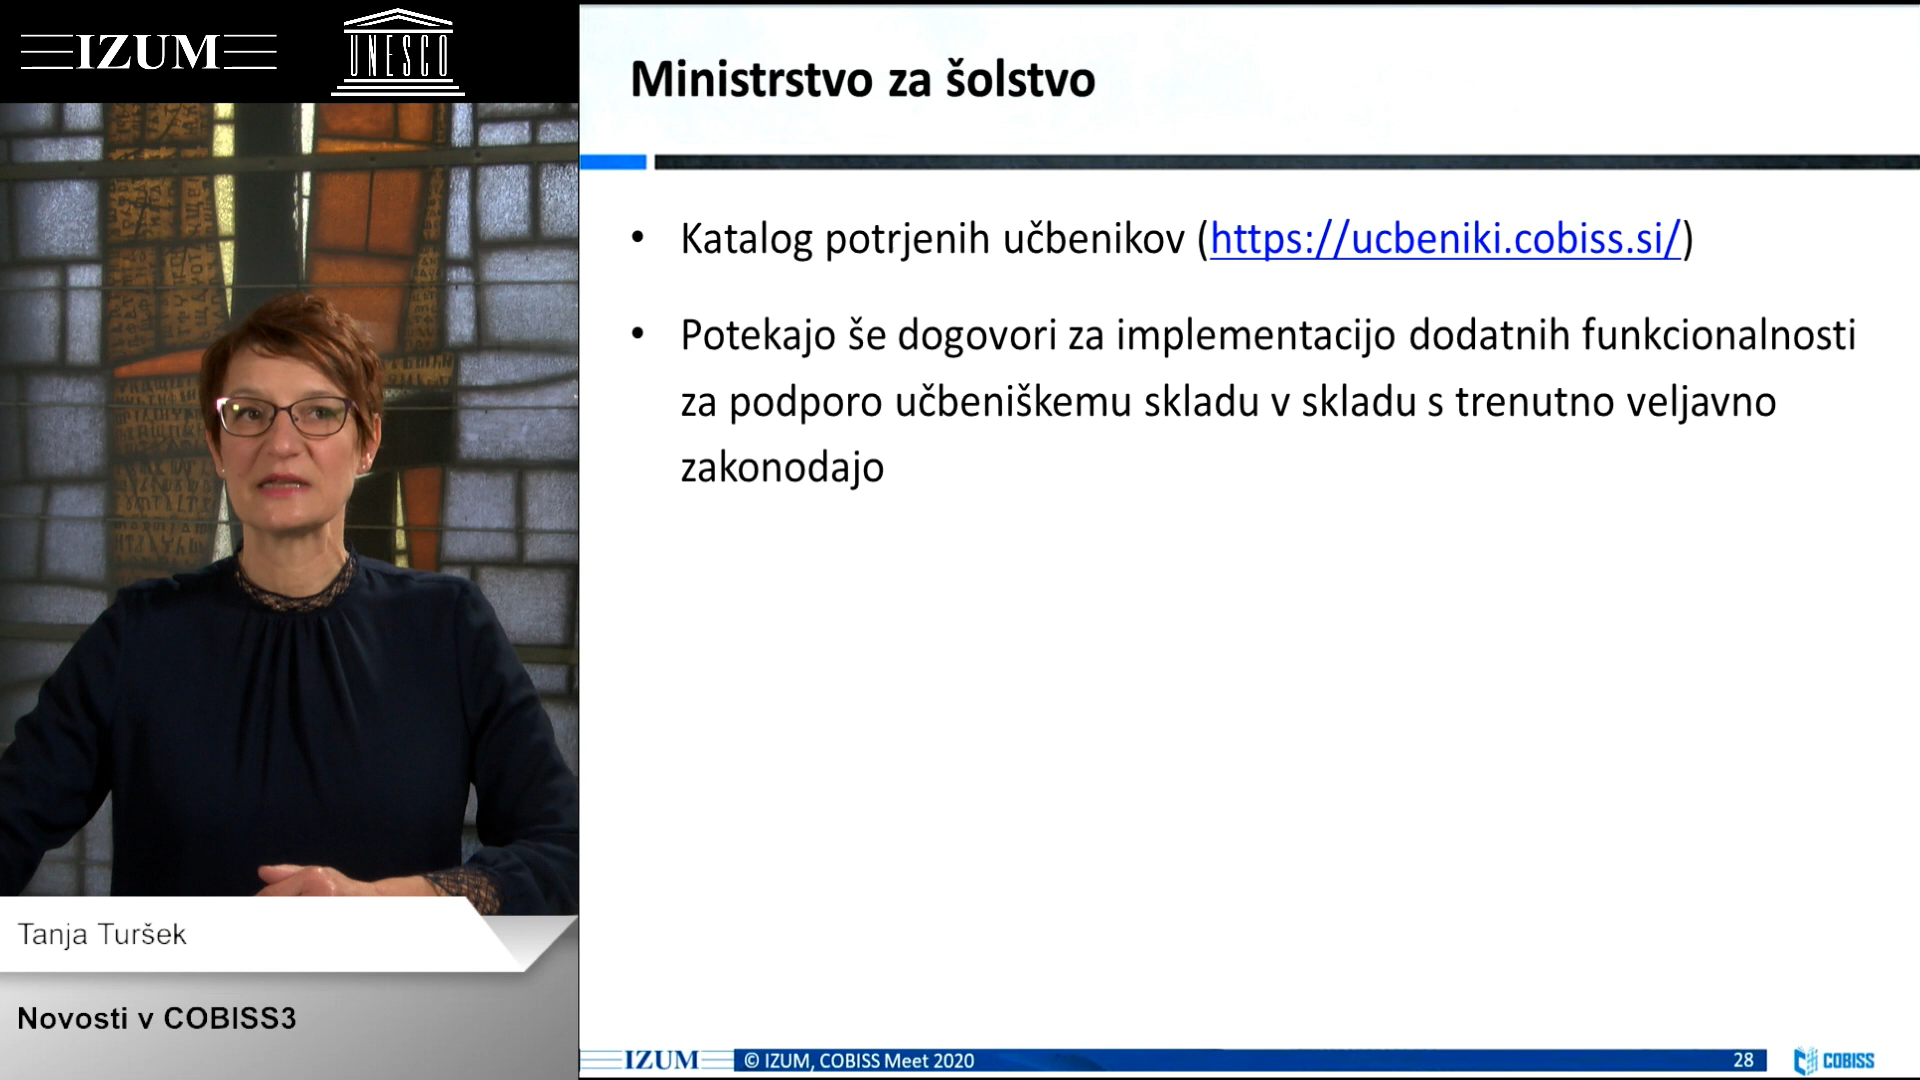 IZUM
UNESCO
Ministrstvo za šolstvo
• Katalog potrjenih učbenikov (https://ucbeniki.cobiss.si/)
• Potekajo še dogovori za implementacijo dodatnih funkcionalnosti
za podporo učbeniškemu skladu v skladu s trenutno veljavno
zakonodajo
Tanja Turšek
Novosti v COBISS3
IZUM © IZUM, COBISS Meet 2020 28 COBISS